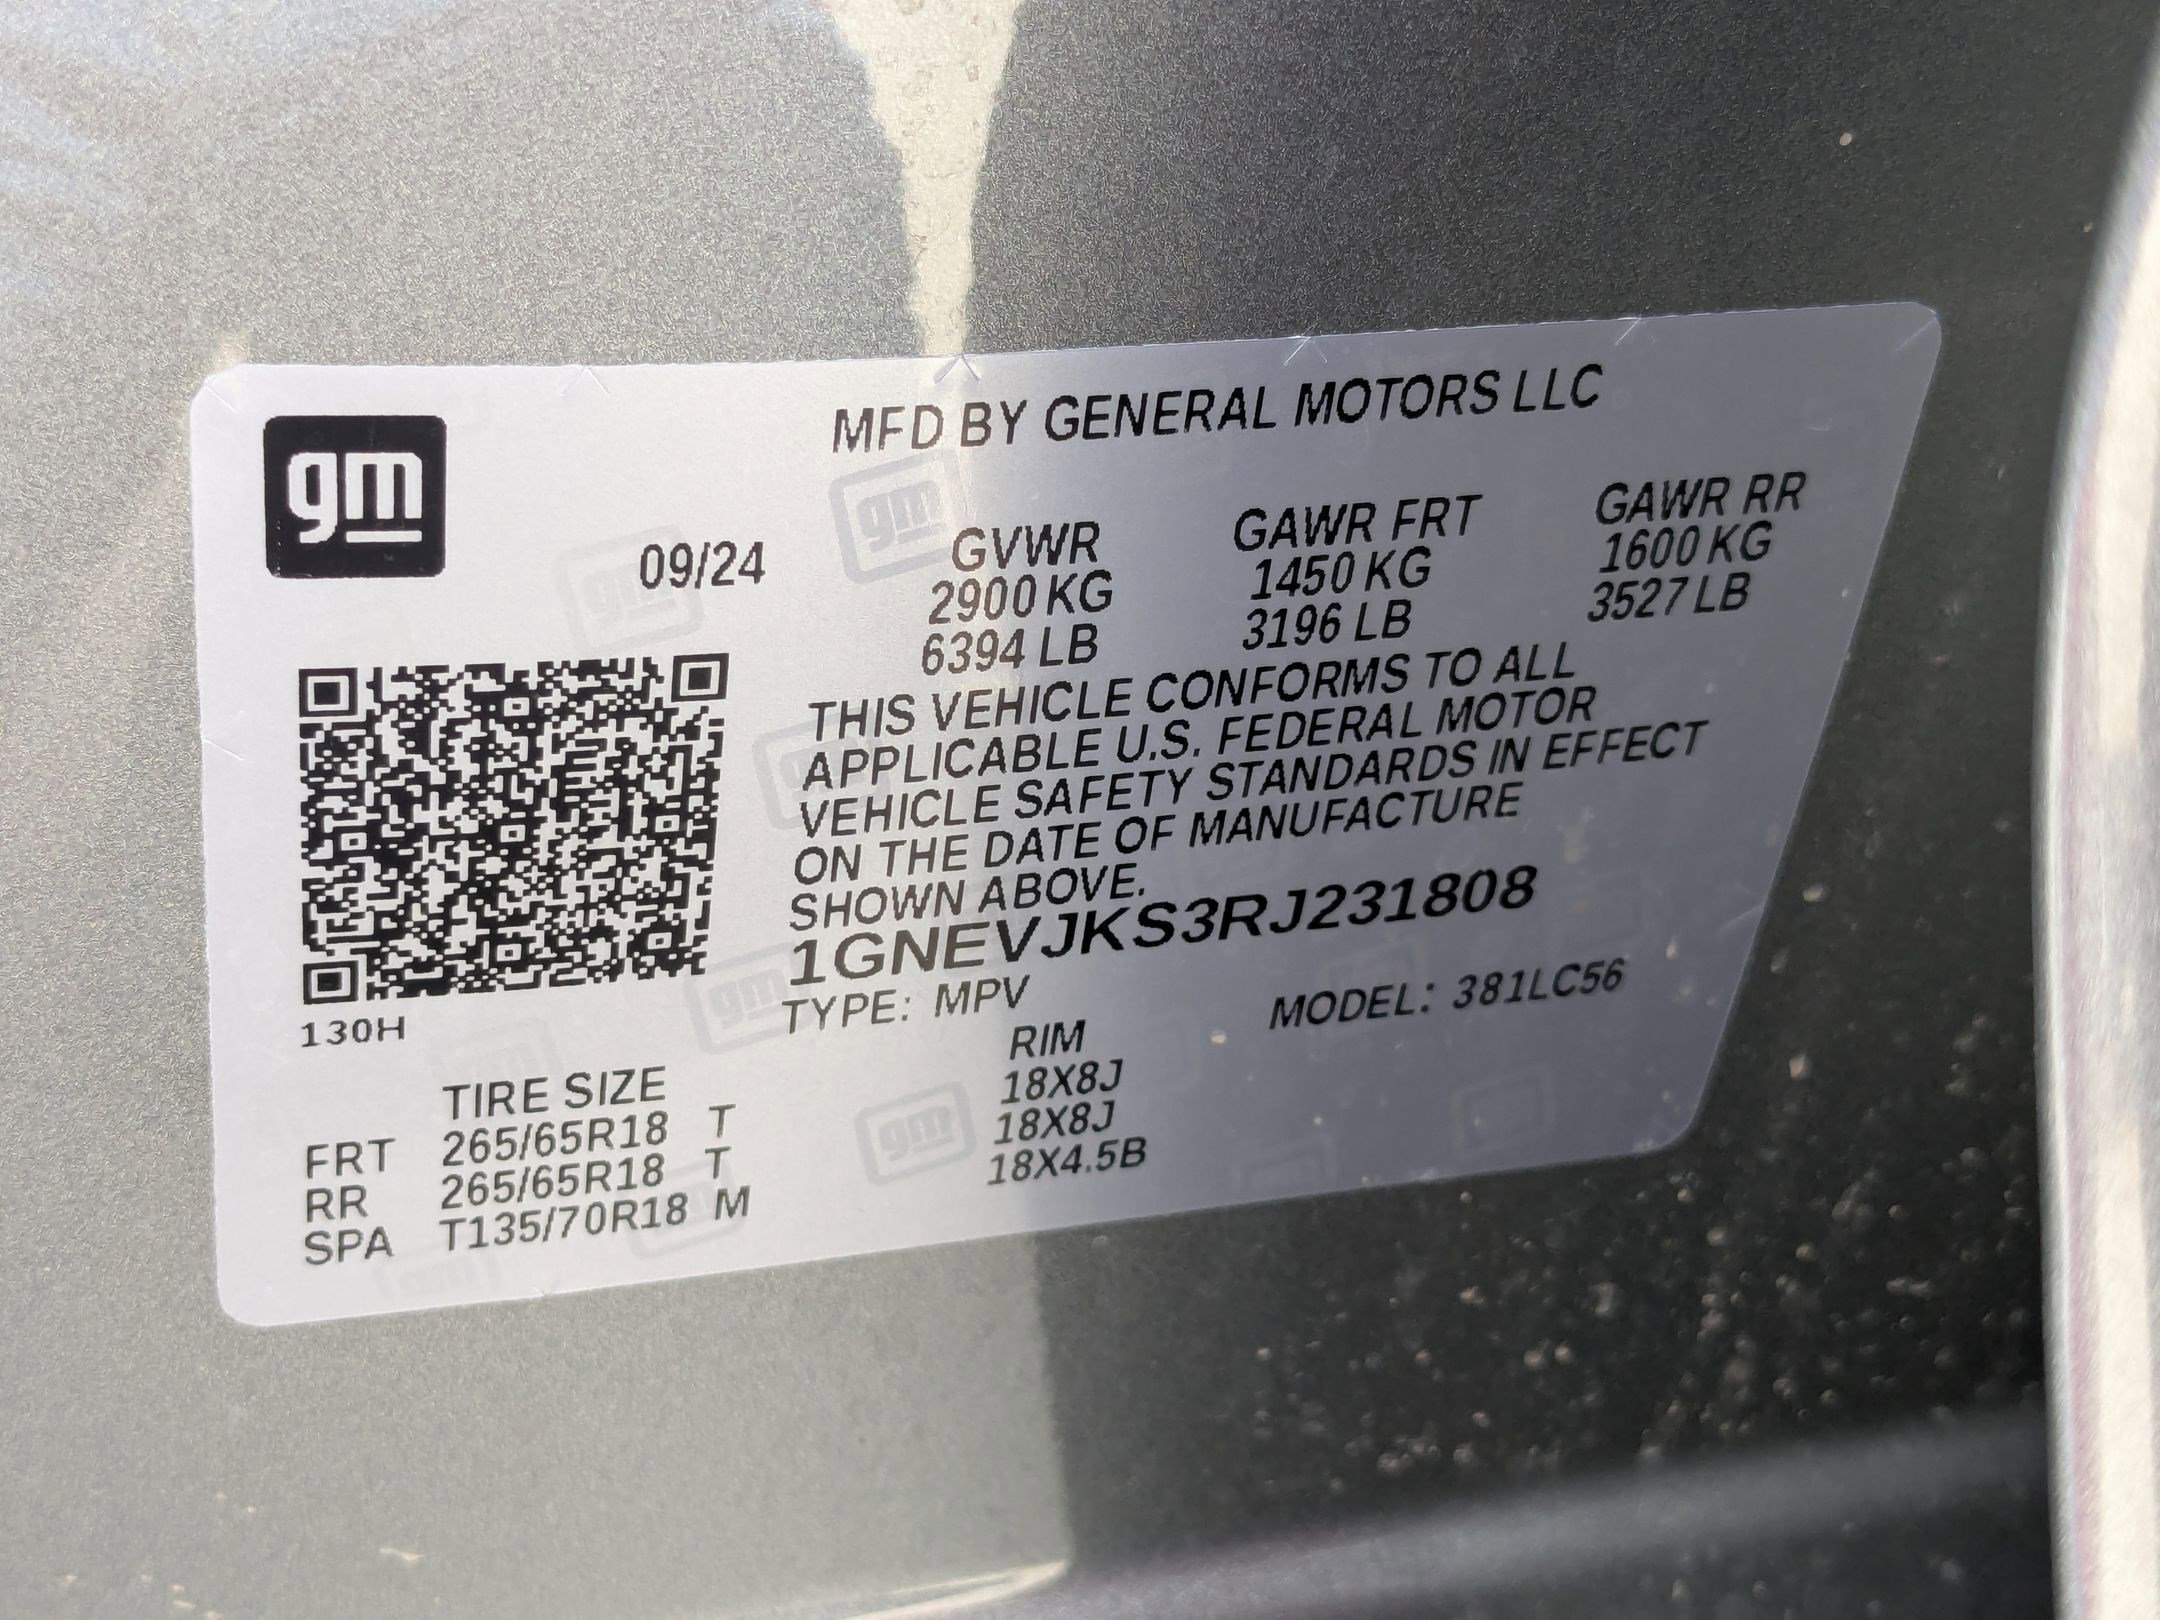 gm
MFD BY GENERAL MOTORS LLC
09/24
GVWR GAWR FRT GAWR RR
2900 KG 1450 KG 1600 KG
6394 LB 3196 LB 3527 LB
THIS VEHICLE CONFORMS TO ALL
APPLICABLE U.S. FEDERAL MOTOR
VEHICLE SAFETY STANDARDS IN EFFECT
ON THE DATE OF MANUFACTURE
SHOWN ABOVE.
1GNEVJKS3RJ231808
TYPE: MPV MODEL: 381LC56
130H
TIRE SIZE RIM
FRT 265/65R18 T 18X8J
RR 265/65R18 T 18X8J
SPA T135/70R18 M 18X4.5B